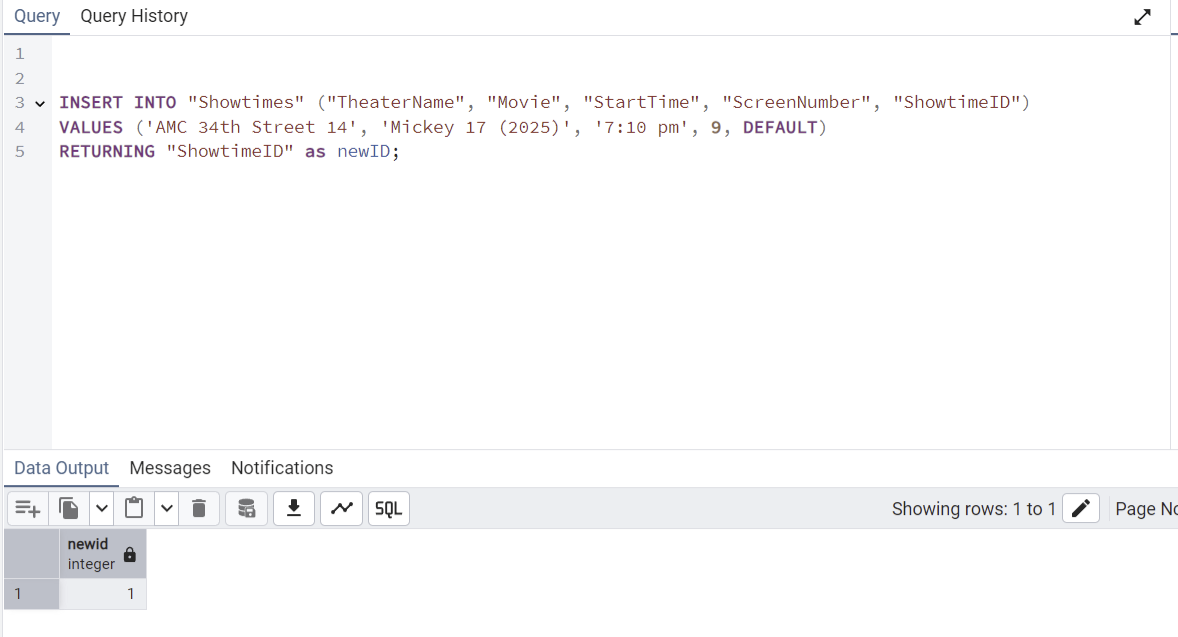 Query Query History
1
2
3 INSERT INTO "Showtimes" ("TheaterName", "Movie", "StartTime", "ScreenNumber", "ShowtimeID")
4 VALUES ('AMC 34th Street 14', 'Mickey 17 (2025)', '7:10 pm', 9, DEFAULT)
5 RETURNING "ShowtimeID" as newID;
Data Output Messages Notifications
SQL Showing rows: 1 to 1 Page
newid
integer
1 1